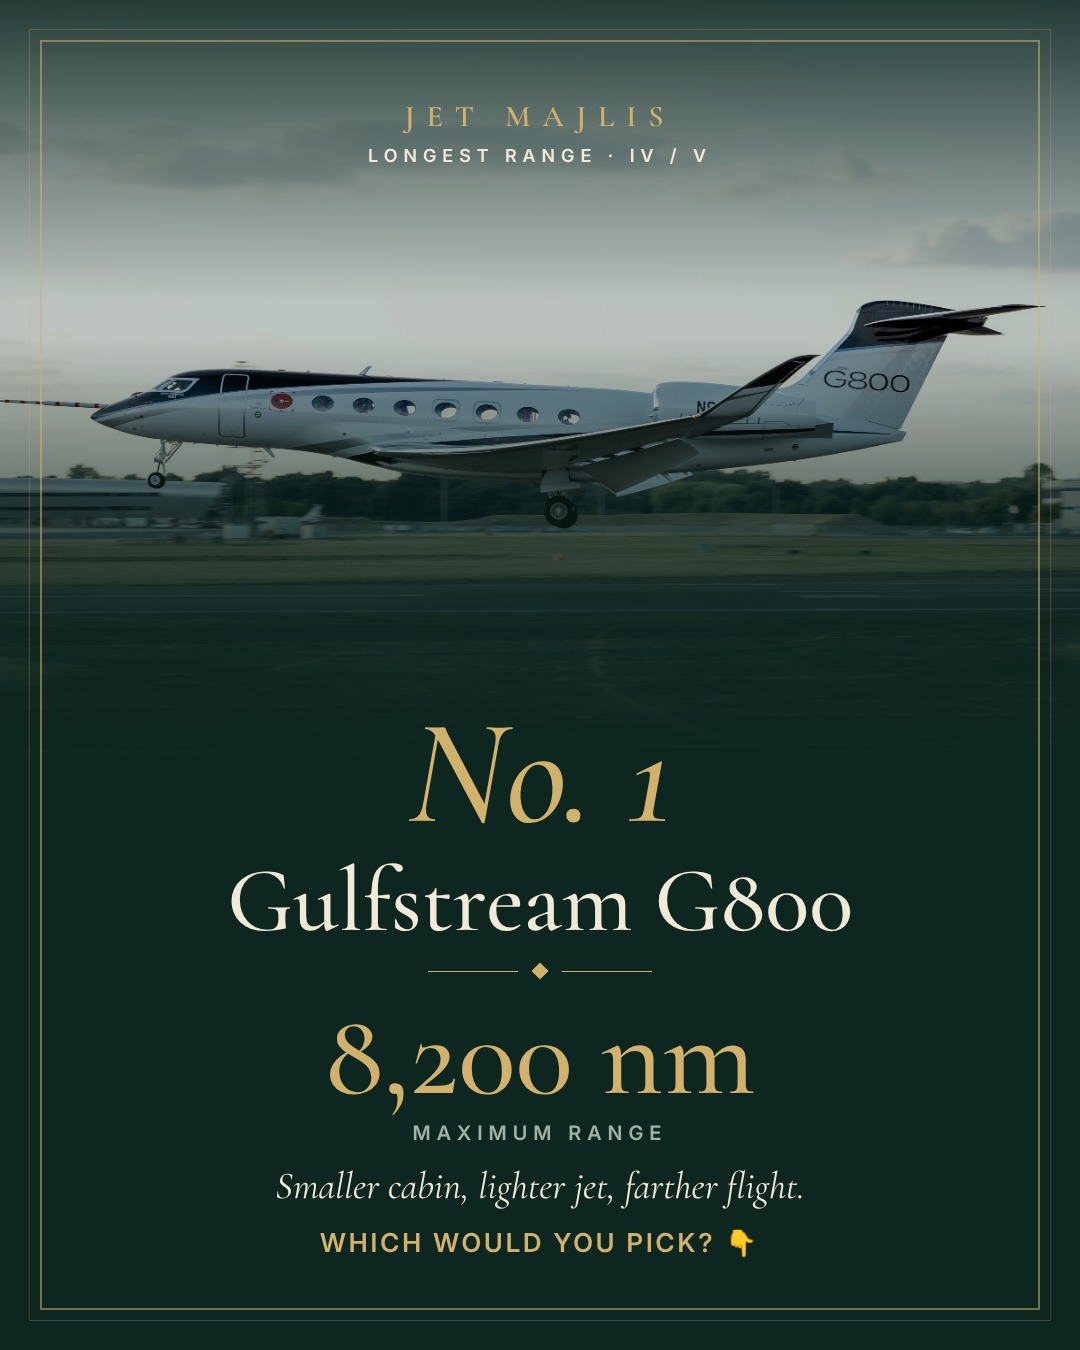 JET MAJLIS
LONGEST RANGE · IV / V
G800
No. 1
Gulfstream G800
8,200 nm
MAXIMUM RANGE
Smaller cabin, lighter jet, farther flight.
WHICH WOULD YOU PICK? 👇